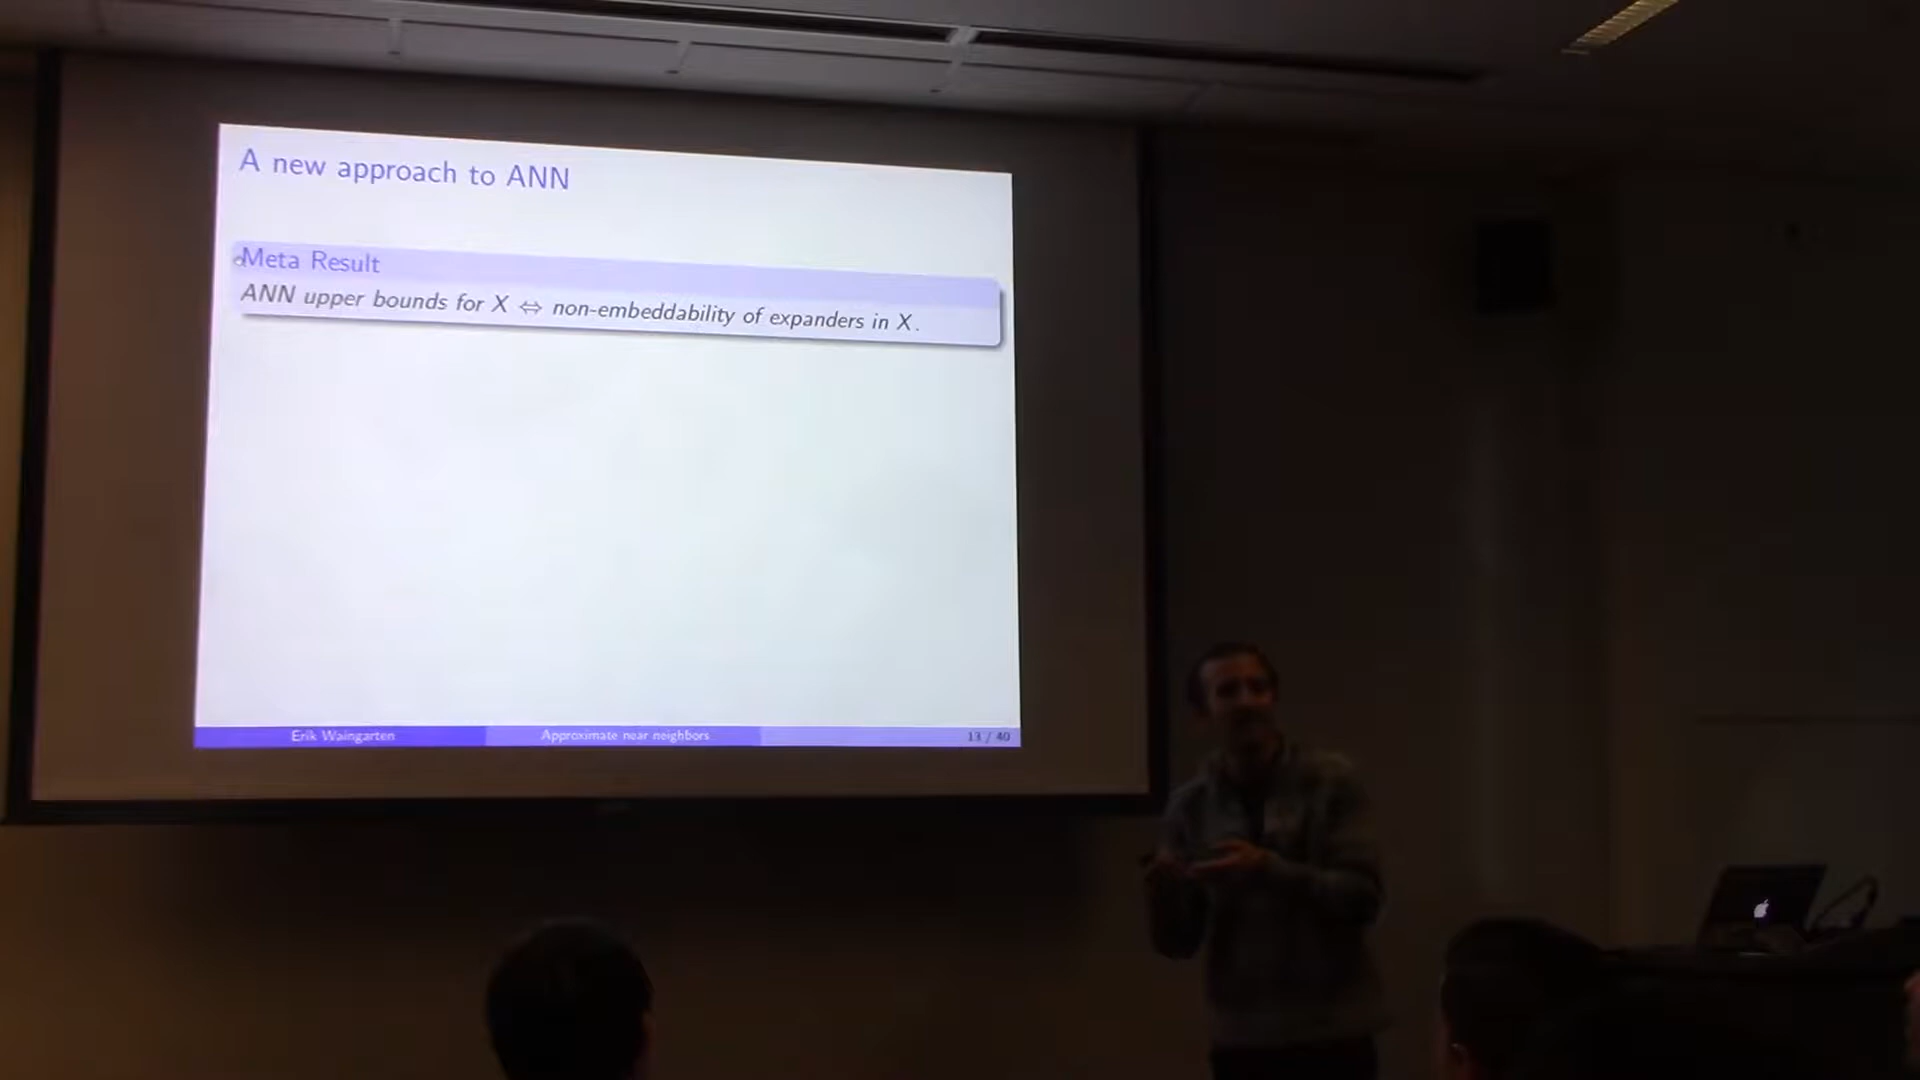 A new approach to ANN
Meta Result
ANN upper bounds for X ⇔ non-embeddability of expanders in X.
Erik Waingarten
Approximate near neighbors
13 / 40